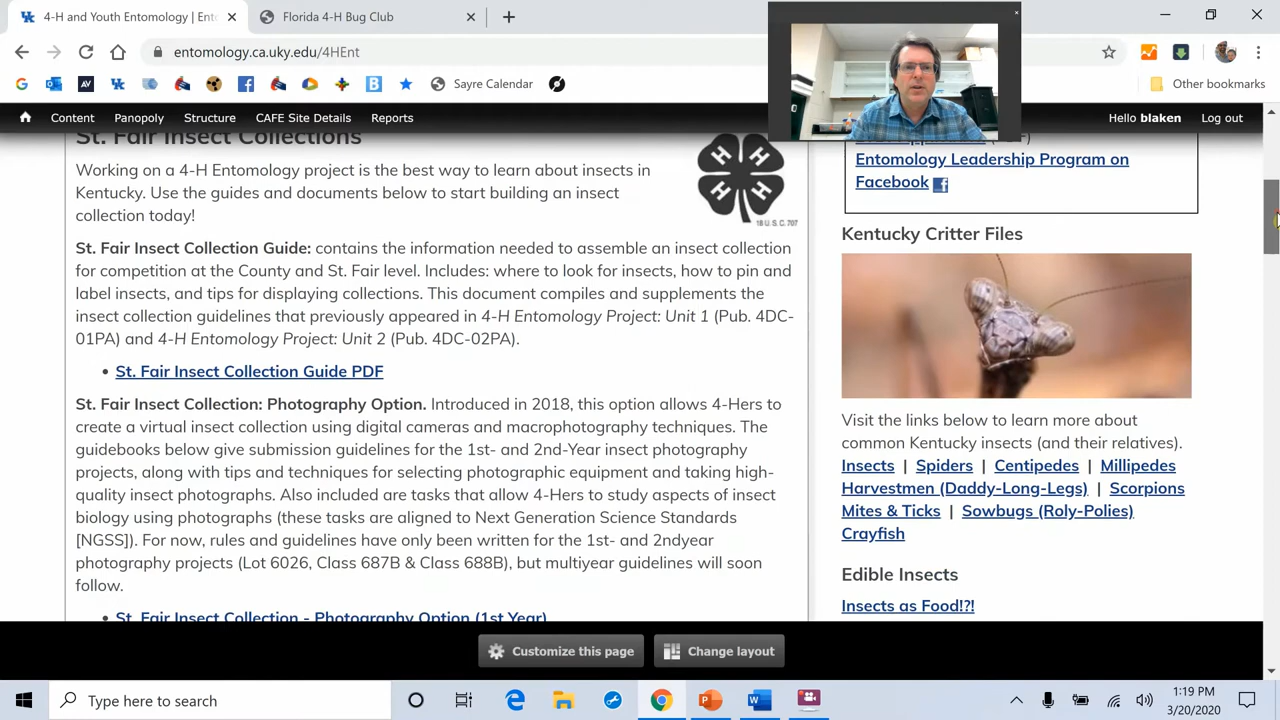 4-H and Youth Entomology | Ent
Florida 4-H Bug Club
entomology.ca.uky.edu/4HEnt
Sayre Calendar
Other bookmarks
Content
Panopoly
Structure
CAFE Site Details
Reports
Hello blaken
Log out
St. Fair Insect Collections
Working on a 4-H Entomology project is the best way to learn about insects in
Kentucky. Use the guides and documents below to start building an insect
collection today!
H H
H H
18 U.S.C. 707
St. Fair Insect Collection Guide: contains the information needed to assemble an insect collection
for competition at the County and St. Fair level. Includes: where to look for insects, how to pin and
label insects, and tips for displaying collections. This document compiles and supplements the
insect collection guidelines that previously appeared in 4-H Entomology Project: Unit 1 (Pub. 4DC-
01PA) and 4-H Entomology Project: Unit 2 (Pub. 4DC-02PA).
• St. Fair Insect Collection Guide PDF
St. Fair Insect Collection: Photography Option. Introduced in 2018, this option allows 4-Hers to
create a virtual insect collection using digital cameras and macrophotography techniques. The
guidebooks below give submission guidelines for the 1st- and 2nd-Year insect photography
projects, along with tips and techniques for selecting photographic equipment and taking high-
quality insect photographs. Also included are tasks that allow 4-Hers to study aspects of insect
biology using photographs (these tasks are aligned to Next Generation Science Standards
[NGSS]). For now, rules and guidelines have only been written for the 1st- and 2ndyear
photography projects (Lot 6026, Class 687B & Class 688B), but multiyear guidelines will soon
follow.
• St. Fair Insect Collection - Photography Option (1st Year)
Entomology Leadership Program on
Facebook
Kentucky Critter Files
Visit the links below to learn more about
common Kentucky insects (and their relatives).
Insects | Spiders | Centipedes | Millipedes
Harvestmen (Daddy-Long-Legs) | Scorpions
Mites & Ticks | Sowbugs (Roly-Polies)
Crayfish
Edible Insects
Insects as Food!?!
Customize this page
Change layout
Type here to search
1:19 PM
3/20/2020